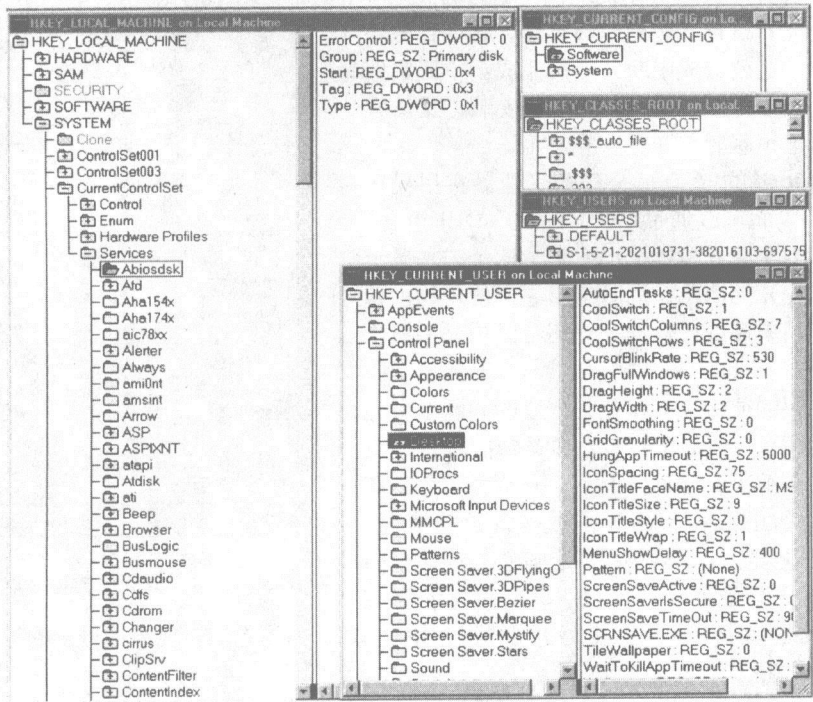 HKEY_LOCAL_MACHINE on Local Machine
HKEY_LOCAL_MACHINE
HARDWARE
SAM
SECURITY
SOFTWARE
SYSTEM
Clone
ControlSet001
ControlSet003
CurrentControlSet
Control
Enum
Hardware Profiles
Services
Abiosdsk
Afd
Aha154x
Aha174x
aic78xx
Alerter
Always
ami0nt
amsint
Arrow
ASP
ASPIXNT
atapi
Atdisk
ati
Beep
Browser
BusLogic
Busmouse
Cdaudio
Cdfs
Cdrom
Changer
cirrus
ClipSrv
ContentFilter
ContentIndex
ErrorControl : REG_DWORD : 0
Group : REG_SZ : Primary disk
Start : REG_DWORD : 0x4
Tag : REG_DWORD : 0x3
Type : REG_DWORD : 0x1
HKEY_CURRENT_CONFIG on Lo...
HKEY_CURRENT_CONFIG
Software
System
HKEY_CLASSES_ROOT on Local
HKEY_CLASSES_ROOT
$$$_auto_file
*
.$$$
.???
HKEY_USERS on Local Machine
HKEY_USERS
.DEFAULT
S-1-5-21-2021019731-382016103-697575
HKEY_CURRENT_USER on Local Machine
HKEY_CURRENT_USER
AppEvents
Console
Control Panel
Accessibility
Appearance
Colors
Current
Custom Colors
Desktop
International
IOProcs
Keyboard
Microsoft Input Devices
MMCPL
Mouse
Patterns
Screen Saver.3DFlyingO
Screen Saver.3DPipes
Screen Saver.Bezier
Screen Saver.Marquee
Screen Saver.Mystify
Screen Saver.Stars
Sound
AutoEndTasks : REG_SZ : 0
CoolSwitch : REG_SZ : 1
CoolSwitchColumns : REG_SZ : 7
CoolSwitchRows : REG_SZ : 3
CursorBlinkRate : REG_SZ : 530
DragFullWindows : REG_SZ : 1
DragHeight : REG_SZ : 2
DragWidth : REG_SZ : 2
FontSmoothing : REG_SZ : 0
GridGranularity : REG_SZ : 0
HungAppTimeout : REG_SZ : 5000
IconSpacing : REG_SZ : 75
IconTitleFaceName : REG_SZ : MS
IconTitleSize : REG_SZ : 9
IconTitleStyle : REG_SZ : 0
IconTitleWrap : REG_SZ : 1
MenuShowDelay : REG_SZ : 400
Pattern : REG_SZ : (None)
ScreenSaveActive : REG_SZ : 0
ScreenSaverIsSecure : REG_SZ :
ScreenSaveTimeOut : REG_SZ :
SCRNSAVE.EXE : REG_SZ : (NON
TileWallpaper : REG_SZ : 0
WaitToKillAppTimeout : REG_SZ :